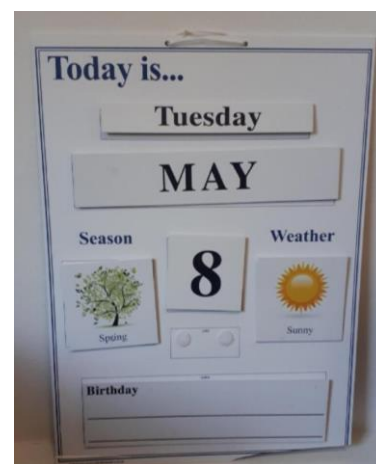 Today is...
Tuesday
MAY
Season
8
Weather
Spring
Sunny
Birthday